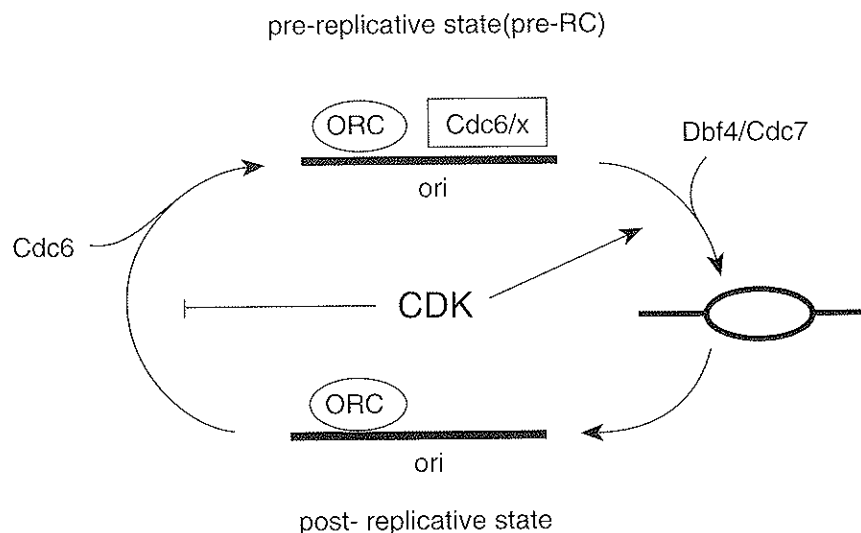 pre-replicative state(pre-RC)
ORC
Cdc6/x
Dbf4/Cdc7
ori
Cdc6
CDK
ORC
ori
post- replicative state